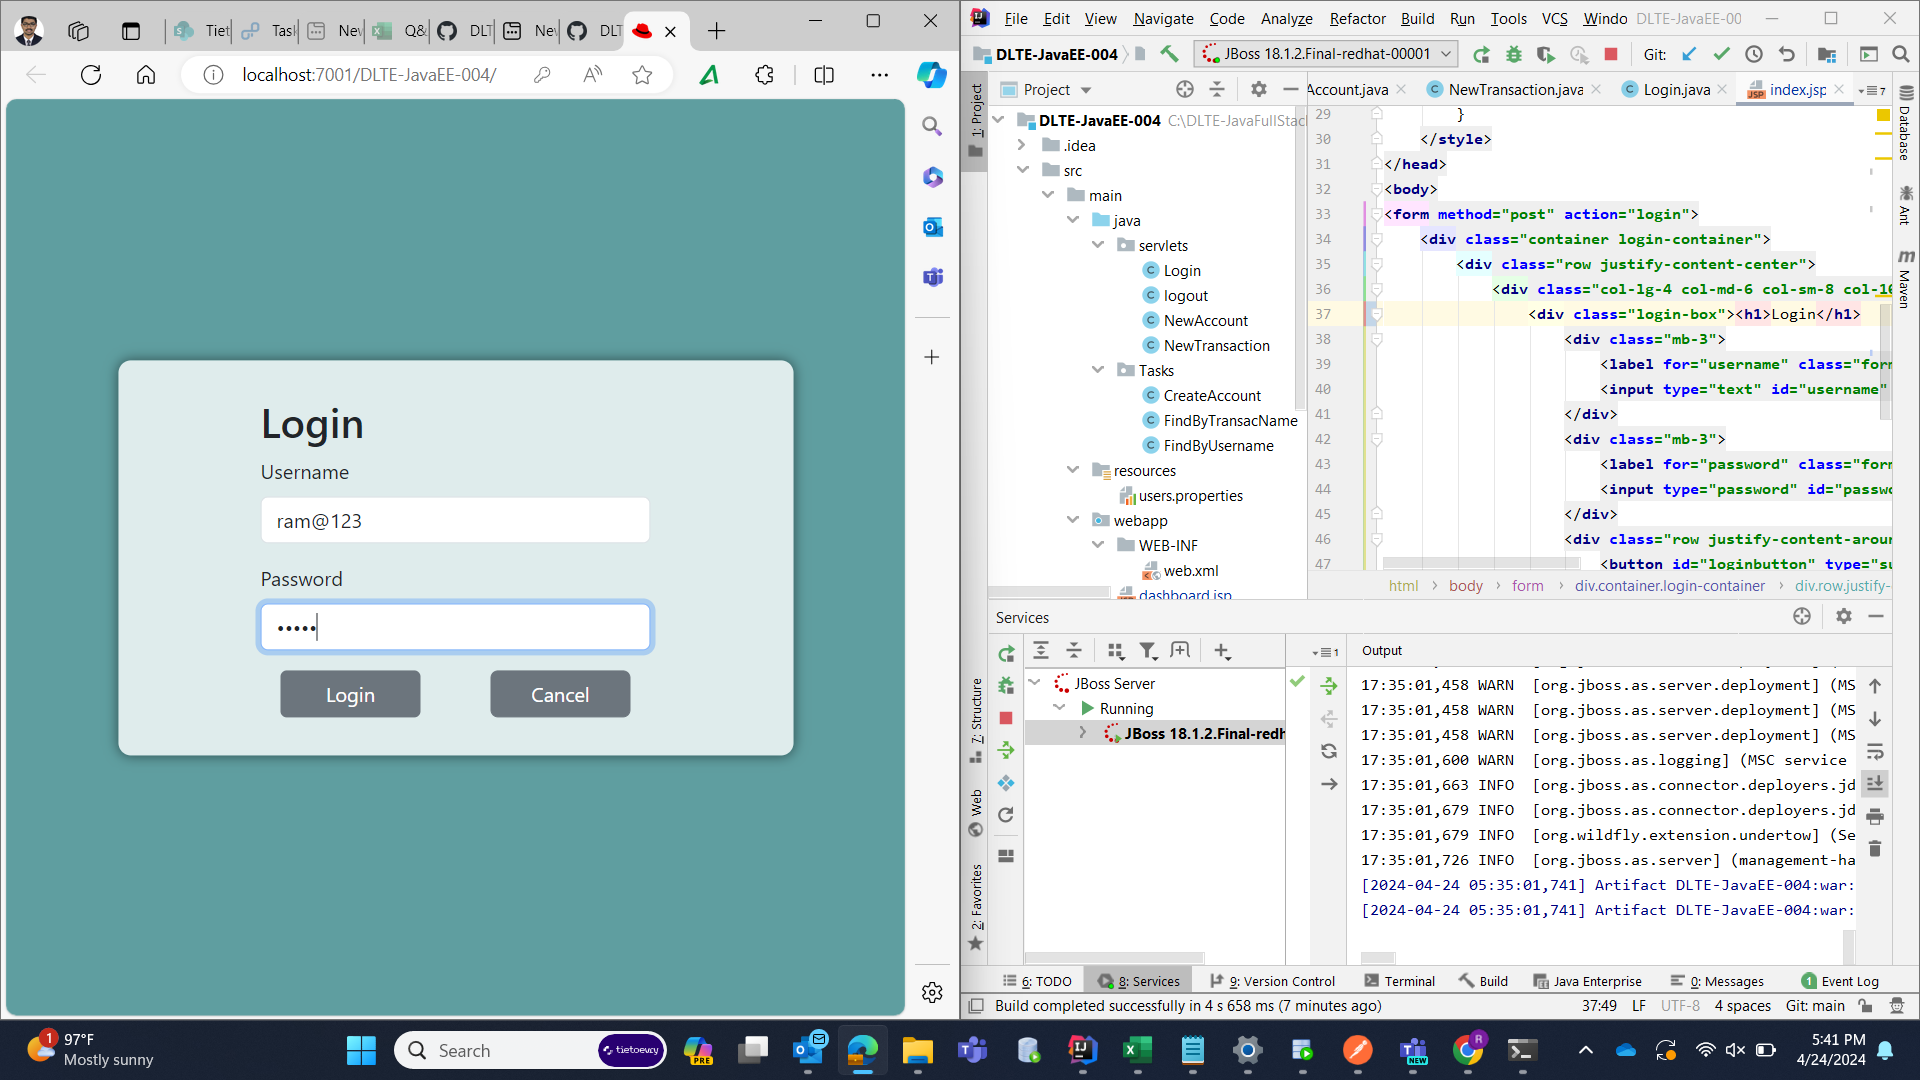 Tiet
Task
Nev
Q&
DLT
Nev
DLT
localhost:7001/DLTE-JavaEE-004/
Login
Username
ram@123
Password
•••••
Login
Cancel
File Edit View Navigate Code Analyze Refactor Build Run Tools VCS Windo DLTE-JavaEE-00
DLTE-JavaEE-004
JBoss 18.1.2.Final-redhat-00001
Git:
1: Project
Project
Account.java
NewTransaction.java
Login.java
index.jsp
7
DLTE-JavaEE-004 C:\DLTE-JavaFullStac
.idea
src
main
java
servlets
Login
logout
NewAccount
NewTransaction
Tasks
CreateAccount
FindByTransacName
FindByUsername
resources
users.properties
webapp
WEB-INF
web.xml
dashboard.jsp
29 }
30 </style>
31 </head>
32 <body>
33 <form method="post" action="login">
34 <div class="container login-container">
35 <div class="row justify-content-center">
36 <div class="col-lg-4 col-md-6 col-sm-8 col-10
37 <div class="login-box"><h1>Login</h1>
38 <div class="mb-3">
39 <label for="username" class="for
40 <input type="text" id="username"
41 </div>
42 <div class="mb-3">
43 <label for="password" class="for
44 <input type="password" id="passw
45 </div>
46 <div class="row justify-content-arou
47 <button id="loginbutton" type="su
html body form div.container.login-container div.row.justify-
Database
Ant
Maven
Services
7: Structure
Web
2: Favorites
JBoss Server
Running
JBoss 18.1.2.Final-redh
1
Output
17:35:01,458 WARN [org.jboss.as.server.deployment] (MS
17:35:01,458 WARN [org.jboss.as.server.deployment] (MS
17:35:01,458 WARN [org.jboss.as.server.deployment] (MS
17:35:01,600 WARN [org.jboss.as.logging] (MSC service
17:35:01,663 INFO [org.jboss.as.connector.deployers.jd
17:35:01,679 INFO [org.jboss.as.connector.deployers.jd
17:35:01,679 INFO [org.wildfly.extension.undertow] (Se
17:35:01,726 INFO [org.jboss.as.server] (management-ha
[2024-04-24 05:35:01,741] Artifact DLTE-JavaEE-004:war:
[2024-04-24 05:35:01,741] Artifact DLTE-JavaEE-004:war:
6: TODO 8: Services 9: Version Control Terminal Build Java Enterprise 0: Messages 1 Event Log
Build completed successfully in 4 s 658 ms (7 minutes ago) 37:49 LF UTF-8 4 spaces Git: main
1
97°F
Mostly sunny
Search
tietoevry
PRE
NEW
R
5:41 PM
4/24/2024